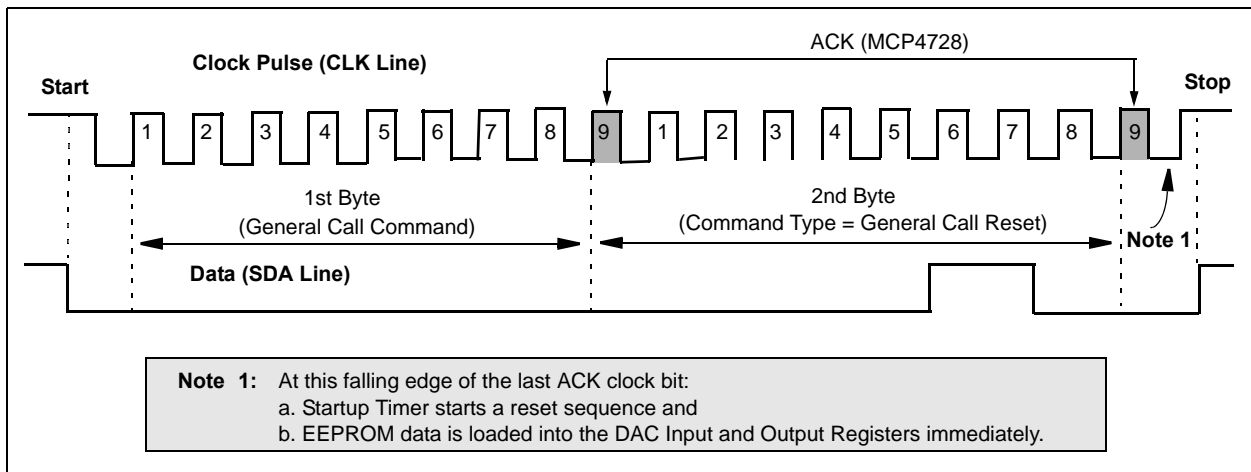 ACK (MCP4728)
Clock Pulse (CLK Line)
Start
Stop
1 2 3 4 5 6 7 8 9 1 2 3 4 5 6 7 8 9
1st Byte
(General Call Command)
2nd Byte
(Command Type = General Call Reset)
Note 1
Data (SDA Line)
Note 1: At this falling edge of the last ACK clock bit:
a. Startup Timer starts a reset sequence and
b. EEPROM data is loaded into the DAC Input and Output Registers immediately.